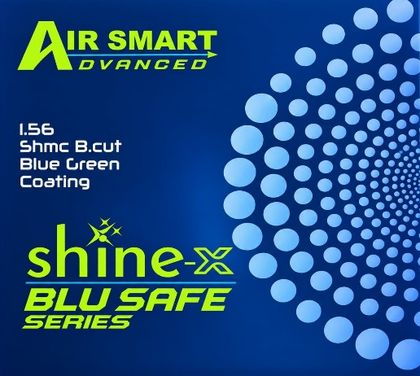 AIR SMART
ADVANCED
1.56
Shmc B.cut
Blue Green
Coating
shine-x
BLU SAFE
SERIES